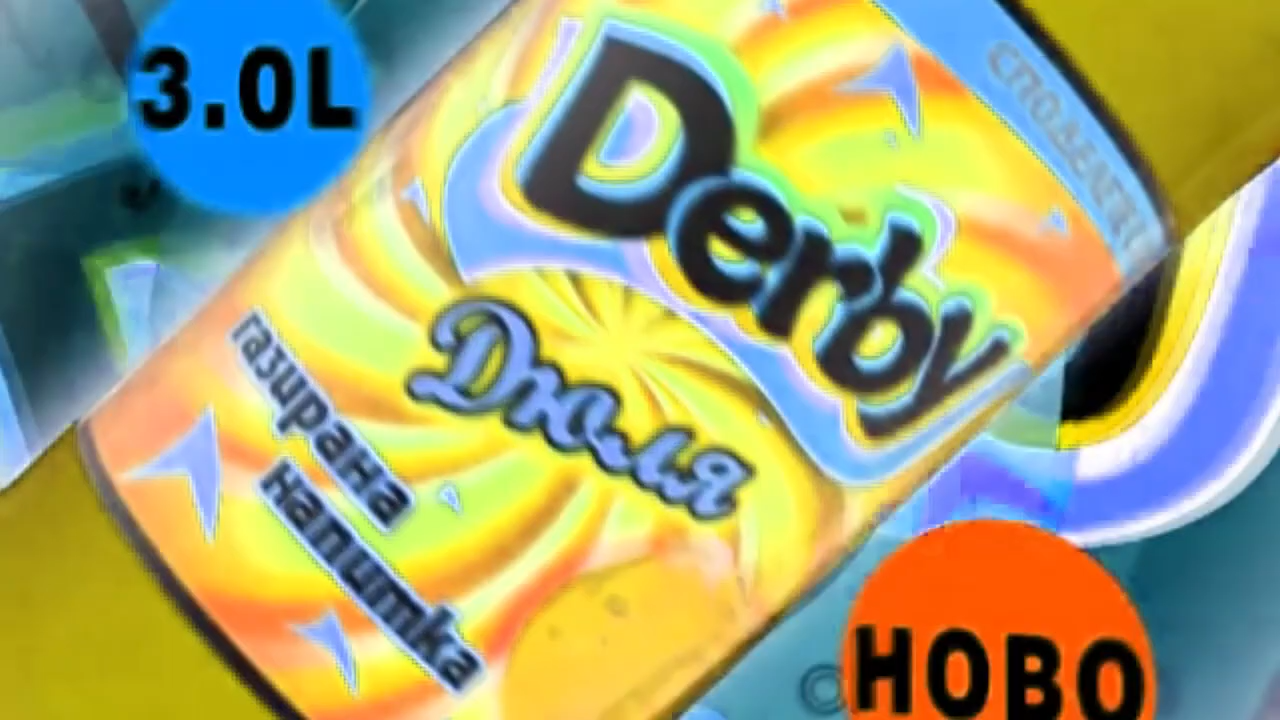 3.0L
Derby
Дюля
газирана
напитка
НОВО